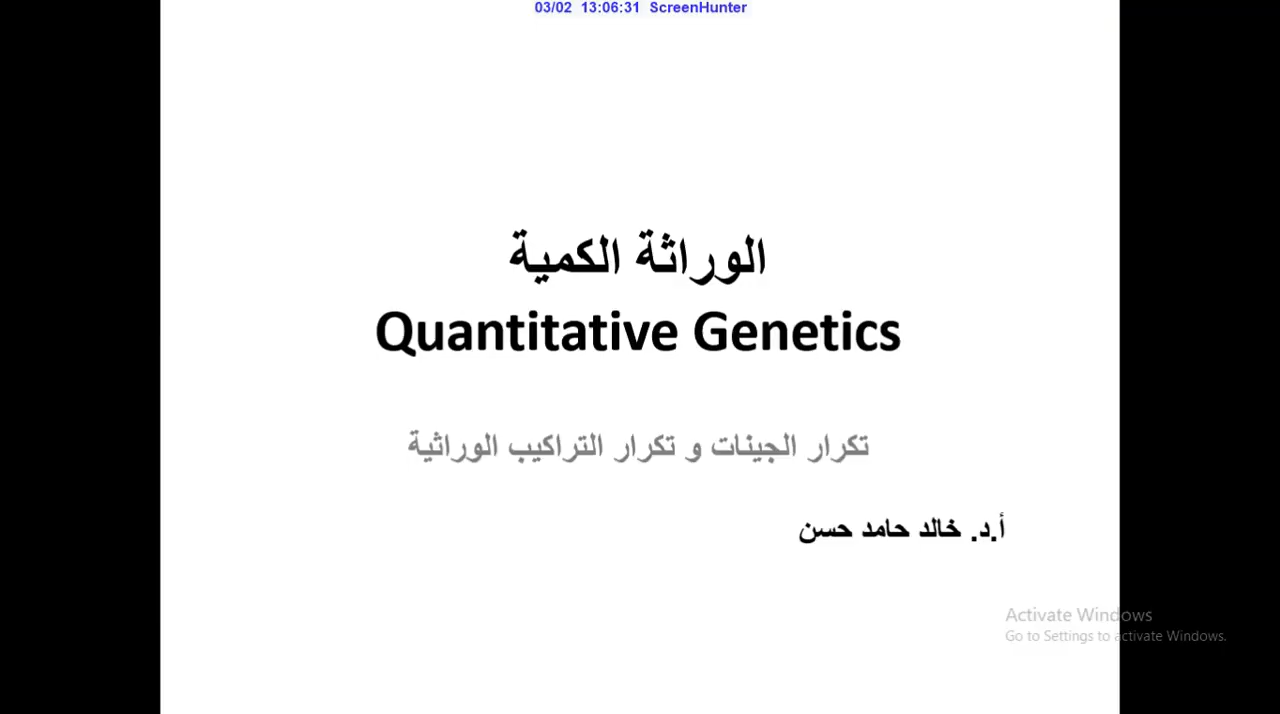 03/02 13:06:31 ScreenHunter
الوراثة الكمية
Quantitative Genetics
تكرار الجينات و تكرار التراكيب الوراثية
أ.د. خالد حامد حسن
Activate Windows
Go to Settings to activate Windows.